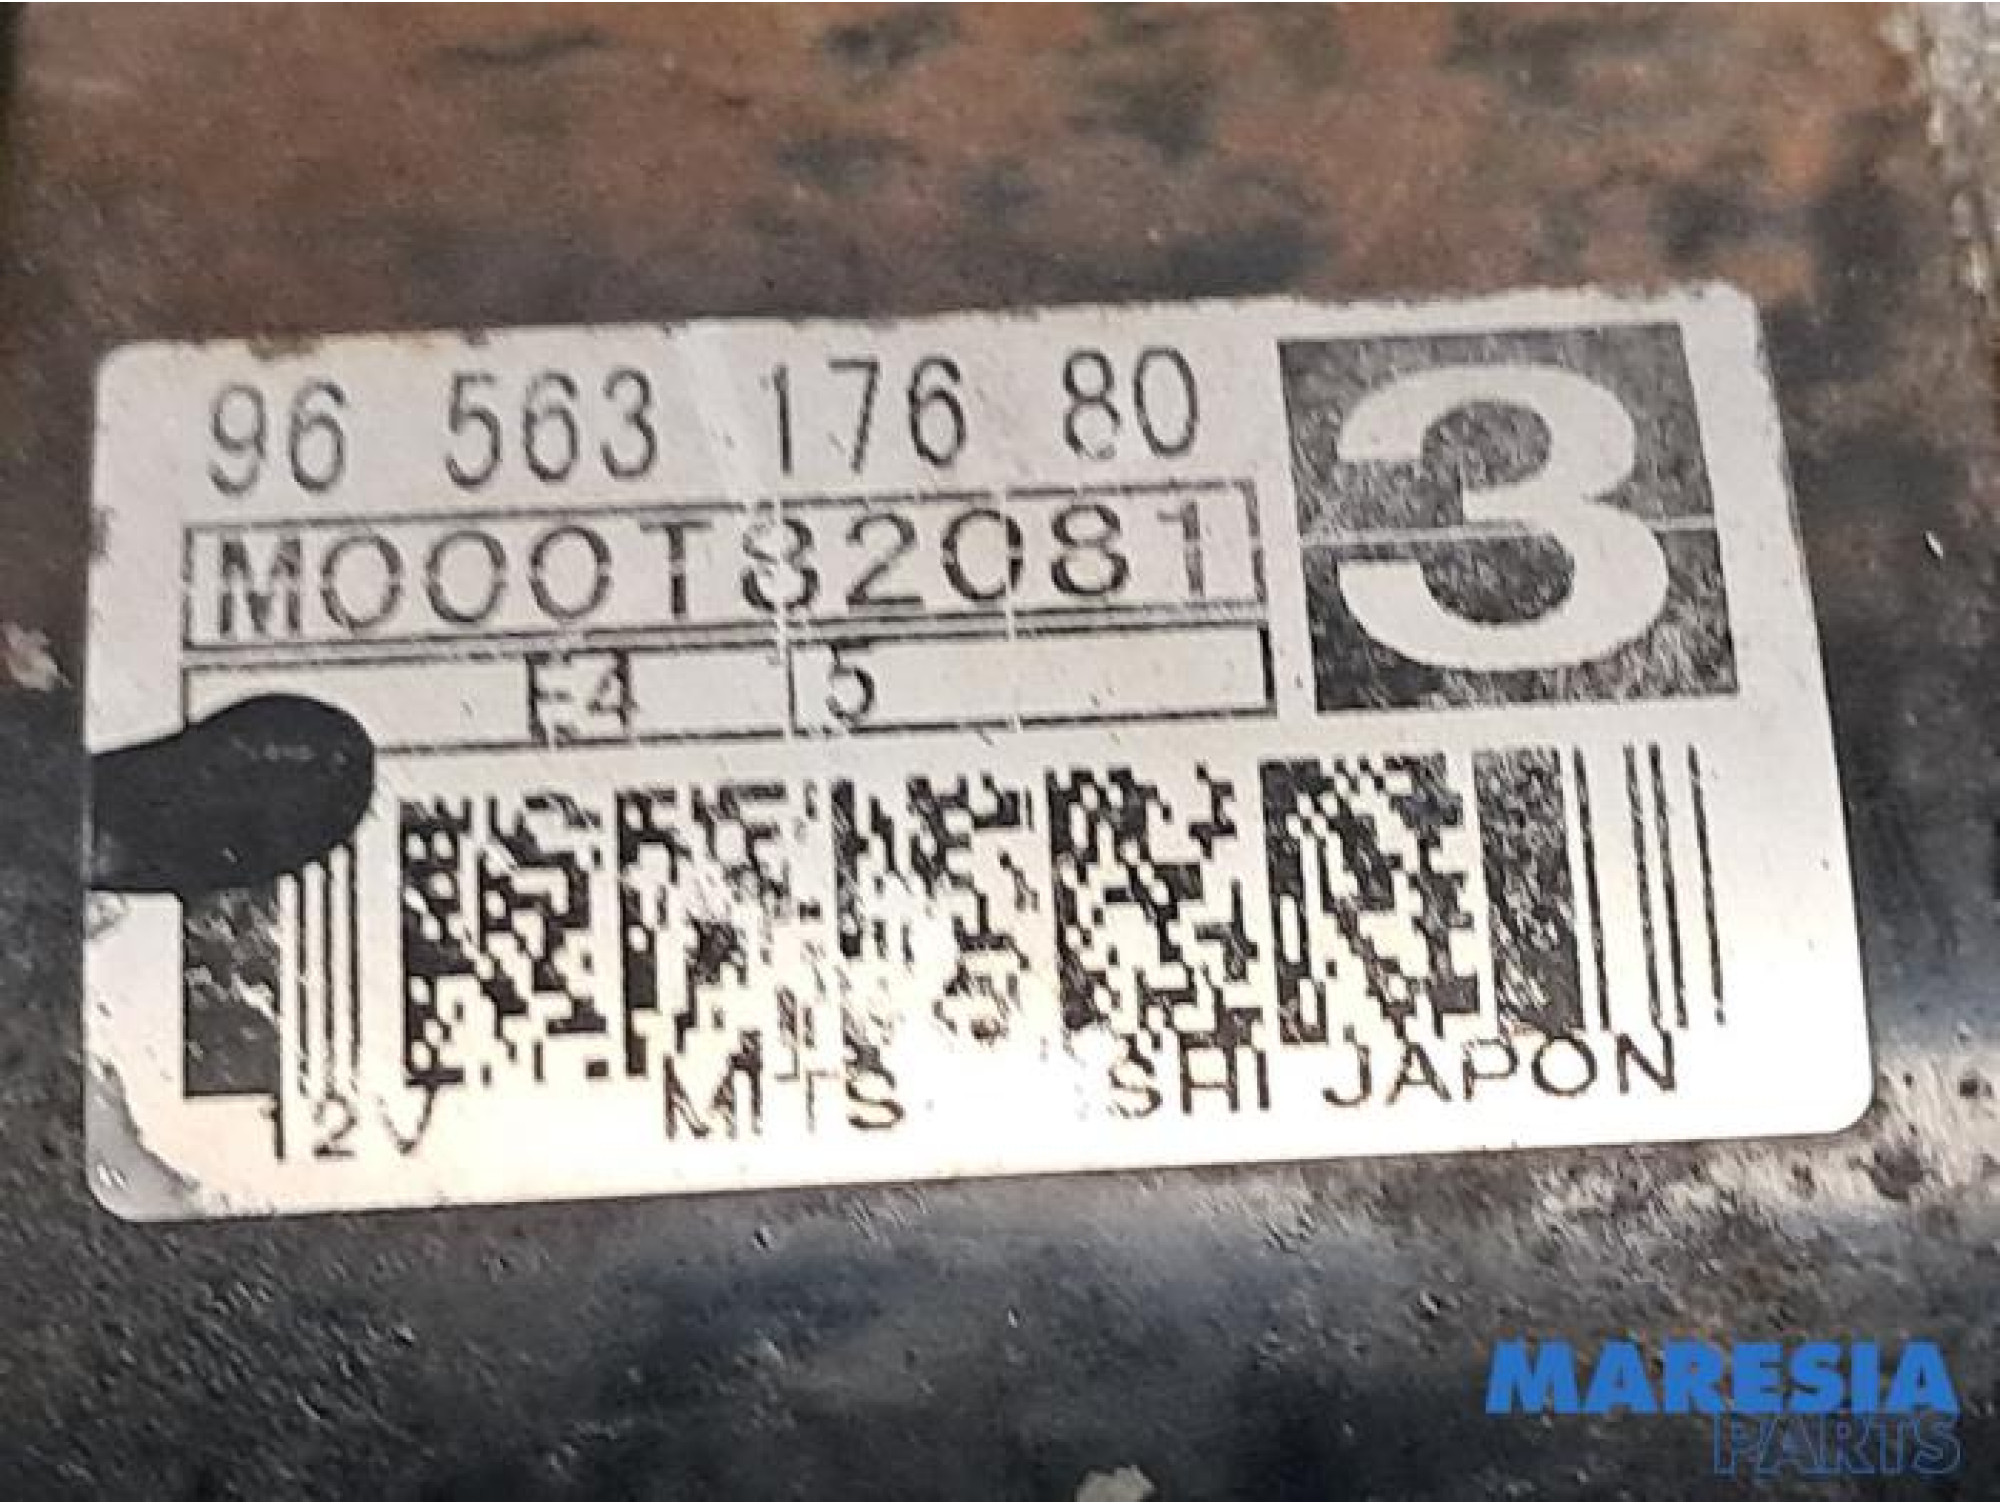 96 563 176 80
3
M000T82081
E4 5
12V MITS SHI JAPON
MARESIA
PARTS